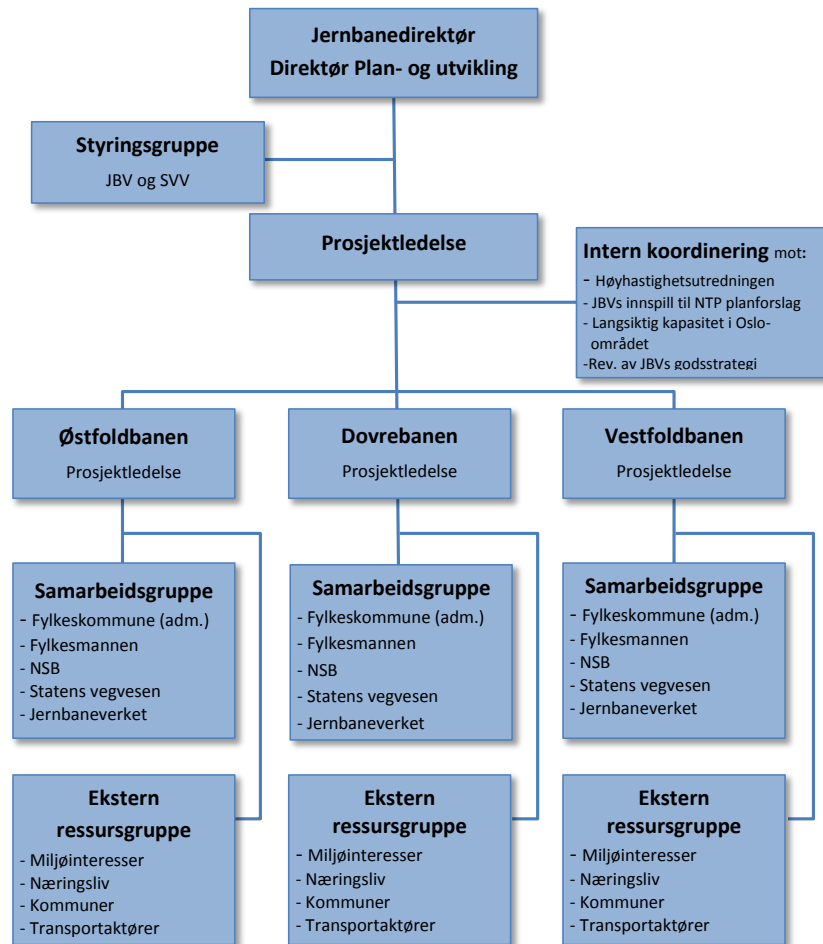 Jernbanedirektør
Direktør Plan- og utvikling
Styringsgruppe
JBV og SVV
Prosjektledelse
Intern koordinering mot:
- Høyhastighetsutredningen
- JBVs innspill til NTP planforslag
- Langsiktig kapasitet i Oslo-
området
-Rev. av JBVs godsstrategi
Østfoldbanen
Prosjektledelse
Dovrebanen
Prosjektledelse
Vestfoldbanen
Prosjektledelse
Samarbeidsgruppe
- Fylkeskommune (adm.)
- Fylkesmannen
- NSB
- Statens vegvesen
- Jernbaneverket
Samarbeidsgruppe
- Fylkeskommune (adm.)
- Fylkesmannen
- NSB
- Statens vegvesen
- Jernbaneverket
Samarbeidsgruppe
- Fylkeskommune (adm.)
- Fylkesmannen
- NSB
- Statens vegvesen
- Jernbaneverket
Ekstern
ressursgruppe
- Miljøinteresser
- Næringsliv
- Kommuner
- Transportaktører
Ekstern
ressursgruppe
- Miljøinteresser
- Næringsliv
- Kommuner
- Transportaktører
Ekstern
ressursgruppe
- Miljøinteresser
- Næringsliv
- Kommuner
- Transportaktører